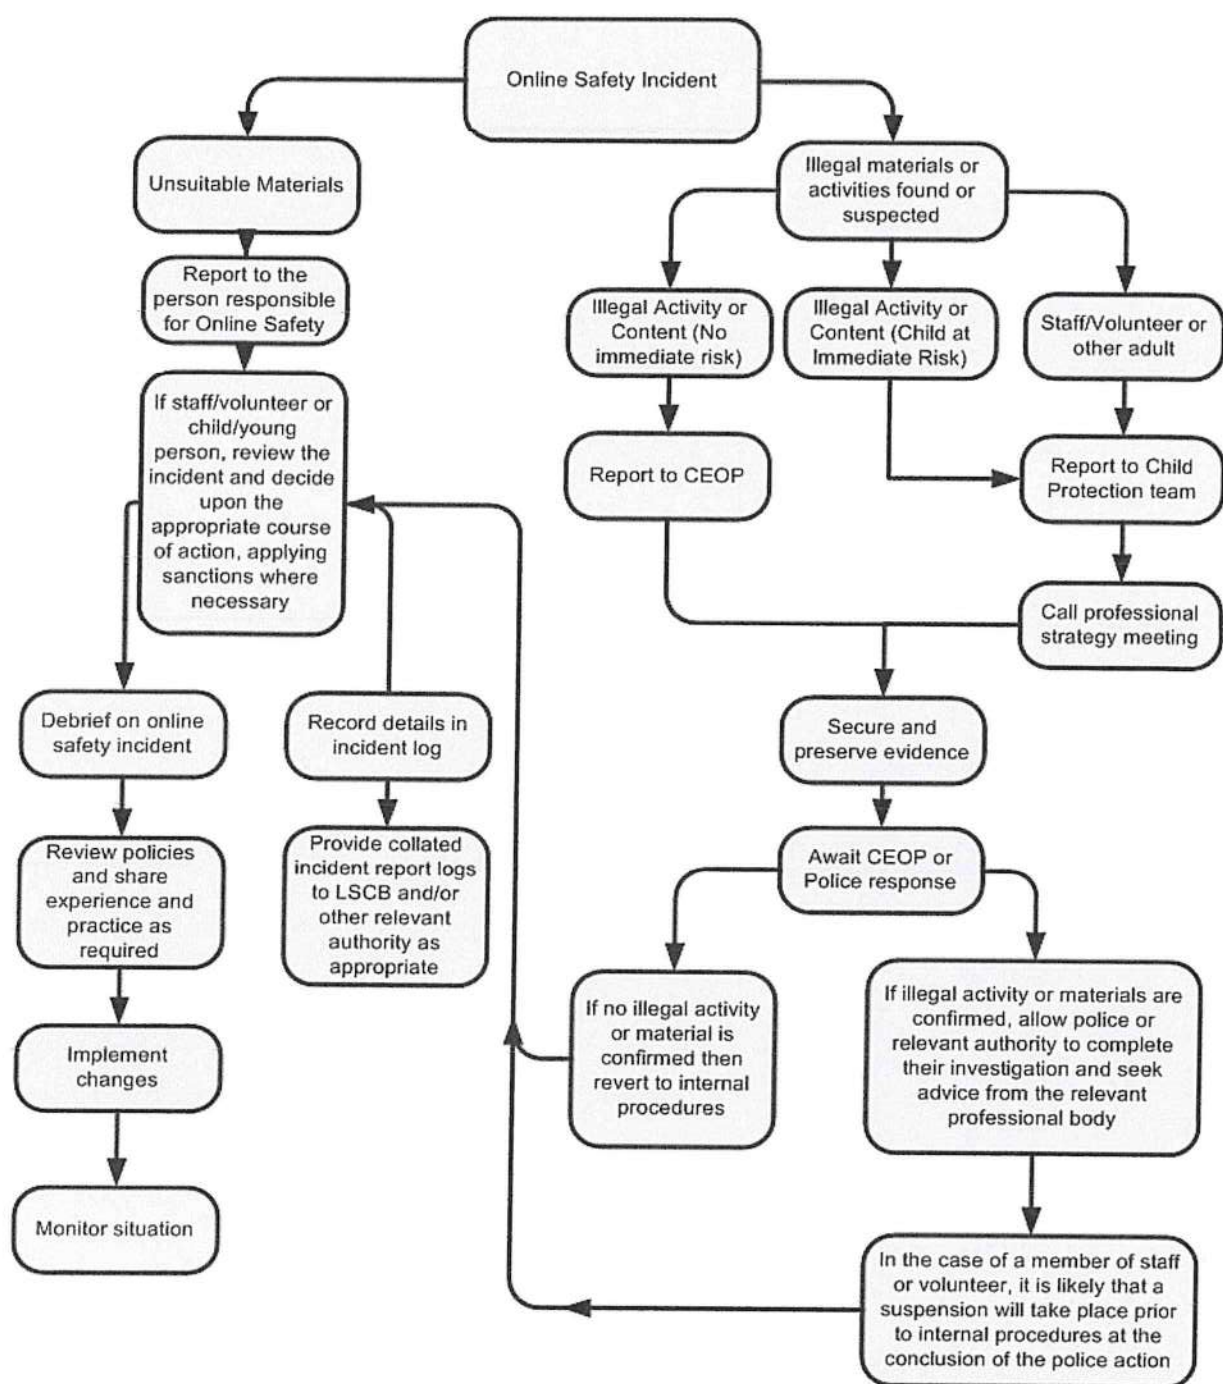 Online Safety Incident
Unsuitable Materials
Report to the
person responsible
for Online Safety
If staff/volunteer or
child/young
person, review the
incident and decide
upon the
appropriate course
of action, applying
sanctions where
necessary
Debrief on online
safety incident
Review policies
and share
experience and
practice as
required
Implement
changes
Monitor situation
Record details in
incident log
Provide collated
incident report logs
to LSCB and/or
other relevant
authority as
appropriate
Illegal materials or
activities found or
suspected
Illegal Activity or
Content (No
immediate risk)
Illegal Activity or
Content (Child at
Immediate Risk)
Staff/Volunteer or
other adult
Report to CEOP
Report to Child
Protection team
Call professional
strategy meeting
Secure and
preserve evidence
Await CEOP or
Police response
If no illegal activity
or material is
confirmed then
revert to internal
procedures
If illegal activity or materials are
confirmed, allow police or
relevant authority to complete
their investigation and seek
advice from the relevant
professional body
In the case of a member of staff
or volunteer, it is likely that a
suspension will take place prior
to internal procedures at the
conclusion of the police action